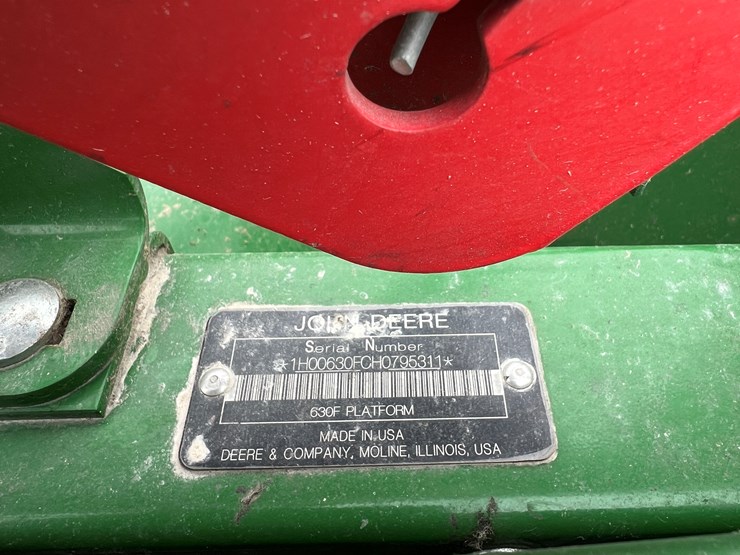 JOHN DEERE
Serial Number
*1H00630FCH0795311*
630F PLATFORM
MADE IN USA
DEERE & COMPANY, MOLINE, ILLINOIS, USA